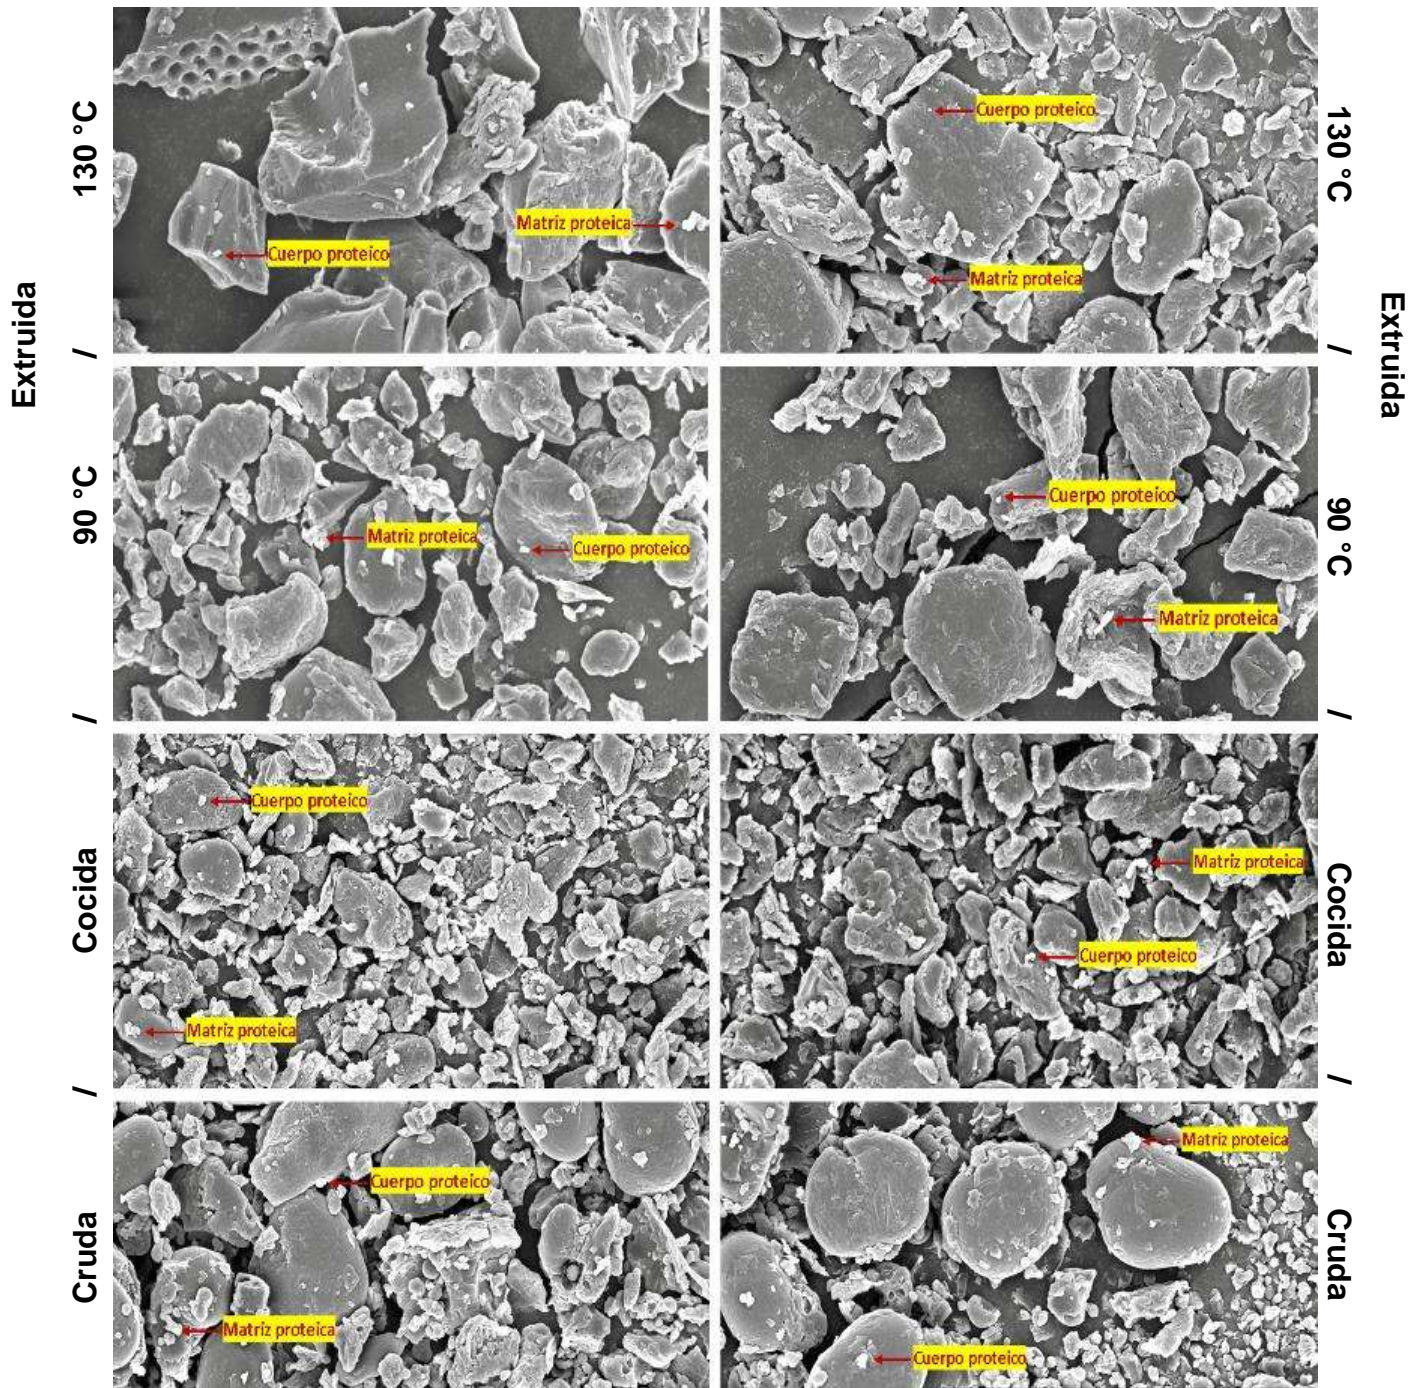 Extruida
130 °C
/
90 °C
/
Cocida
/
Cruda
Cuerpo proteico
Matriz proteica
Cuerpo proteico
Matriz proteica
Matriz proteica
Cuerpo proteico
Cuerpo proteico
Matriz proteica
Cuerpo proteico
Matriz proteica
Matriz proteica
Cuerpo proteico
Cuerpo proteico
Matriz proteica
Matriz proteica
Cuerpo proteico
Extruida
130 °C
/
90 °C
/
Cocida
/
Cruda